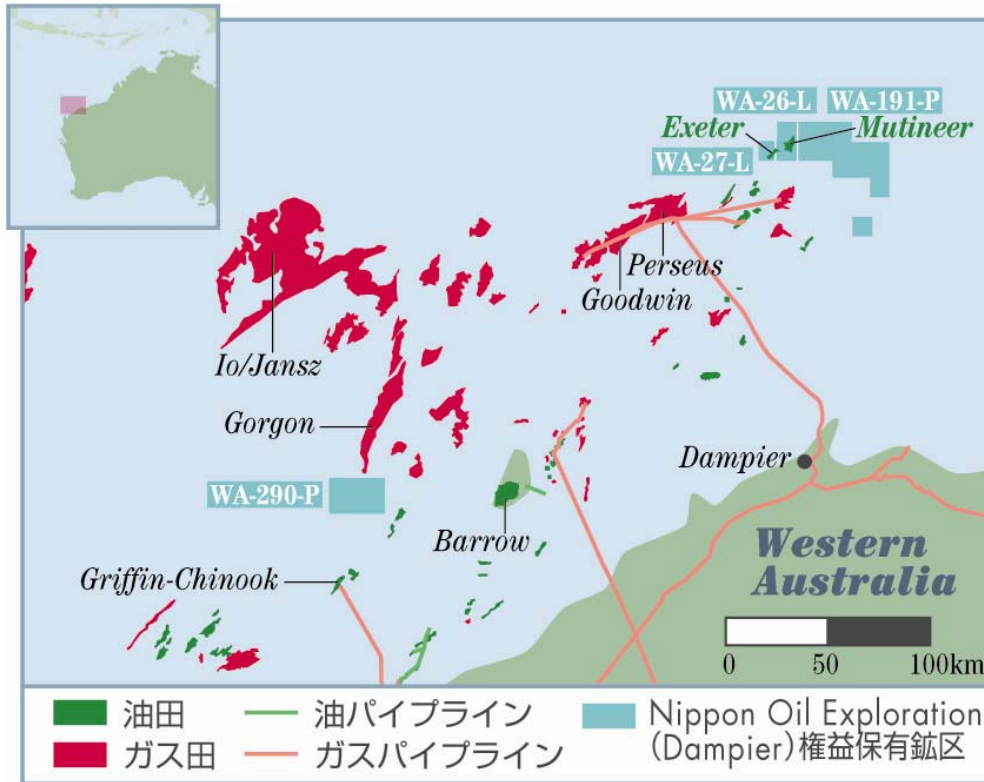 WA-26-L
WA-191-P
Exeter
Mutineer
WA-27-L
Perseus
Goodwin
Io/Jansz
Gorgon
Dampier
WA-290-P
Barrow
Western
Australia
Griffin-Chinook
0 50 100km
油田
油パイプライン
Nippon Oil Exploration
ガス田
ガスパイプライン
(Dampier)権益保有鉱区